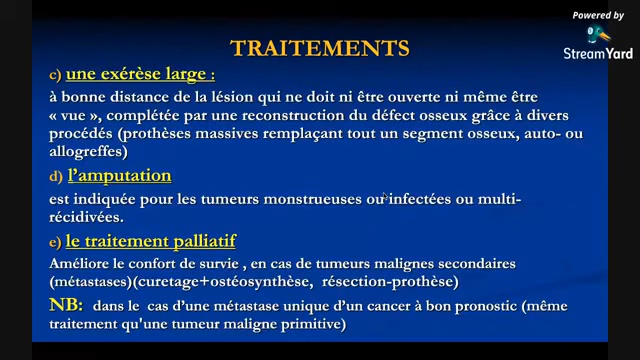 Powered by
StreamYard
TRAITEMENTS
c) une exérèse large :
à bonne distance de la lésion qui ne doit ni être ouverte ni même être
« vue », complétée par une reconstruction du défect osseux grâce à divers
procédés (prothèses massives remplaçant tout un segment osseux, auto- ou
allogreffes)
d) l'amputation
est indiquée pour les tumeurs monstrueuses ou infectées ou multi-
récidivées.
e) le traitement palliatif
Améliore le confort de survie , en cas de tumeurs malignes secondaires
(métastases)(curetage+ostéosynthèse, résection-prothèse)
NB: dans le cas d'une métastase unique d'un cancer à bon pronostic (même
traitement qu'une tumeur maligne primitive)